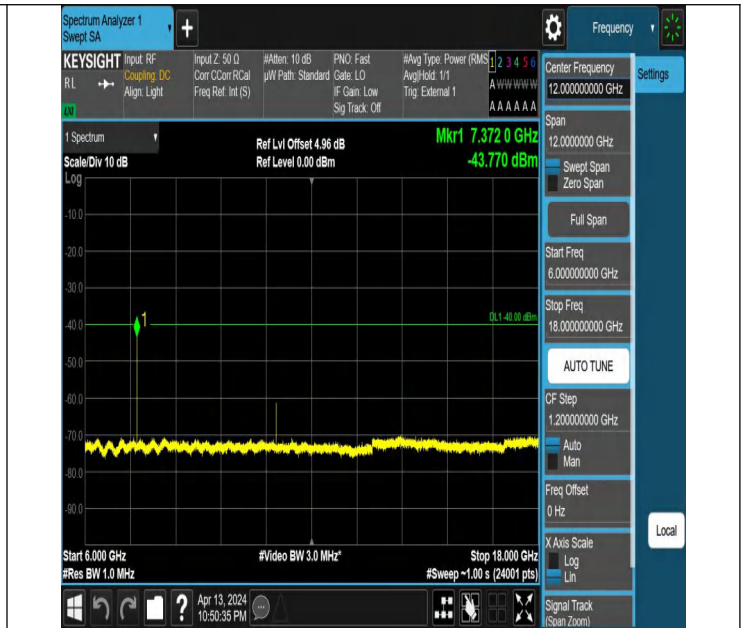 Spectrum Analyzer 1
Swept SA
+
Frequency
KEYSIGHT
RL
LXI
Input: RF
Coupling: DC
Align: Light
Input Z: 50 Ω
Corr CCorr RCal
Freq Ref: Int (S)
#Atten: 10 dB
µW Path: Standard
PNO: Fast
Gate: LO
IF Gain: Low
Sig Track: Off
#Avg Type: Power (RMS
Avg|Hold: 1/1
Trig: External 1
1 2 3 4 5 6
A W W W W W
A A A A A A
1 Spectrum
Scale/Div 10 dB
Log
Ref Lvl Offset 4.96 dB
Ref Level 0.00 dBm
Mkr1 7.372 0 GHz
-43.770 dBm
-10.0
-20.0
-30.0
-40.0
-50.0
-60.0
-70.0
-80.0
-90.0
1
DL1 -40.00 dBm
Start 6.000 GHz
#Res BW 1.0 MHz
#Video BW 3.0 MHz*
Stop 18.000 GHz
#Sweep ~1.00 s (24001 pts)
?
Apr 13, 2024
10:50:35 PM
Center Frequency
12.000000000 GHz
Settings
Span
12.0000000 GHz
Swept Span
Zero Span
Full Span
Start Freq
6.000000000 GHz
Stop Freq
18.000000000 GHz
AUTO TUNE
CF Step
1.200000000 GHz
Auto
Man
Freq Offset
0 Hz
X Axis Scale
Log
Lin
Local
Signal Track
(Span Zoom)